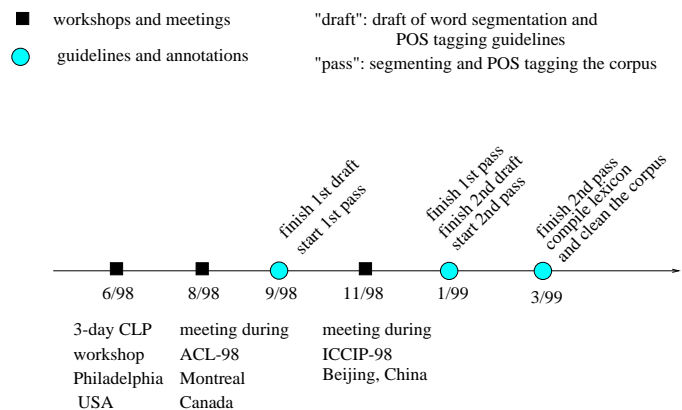 workshops and meetings
guidelines and annotations
"draft": draft of word segmentation and
POS tagging guidelines
"pass": segmenting and POS tagging the corpus
finish 1st draft
start 1st pass
finish 1st pass
finish 2nd draft
start 2nd pass
finish 2nd pass
compile lexicon
and clean the corpus
6/98
8/98
9/98
11/98
1/99
3/99
3-day CLP
workshop
Philadelphia
USA
meeting during
ACL-98
Montreal
Canada
meeting during
ICCIP-98
Beijing, China